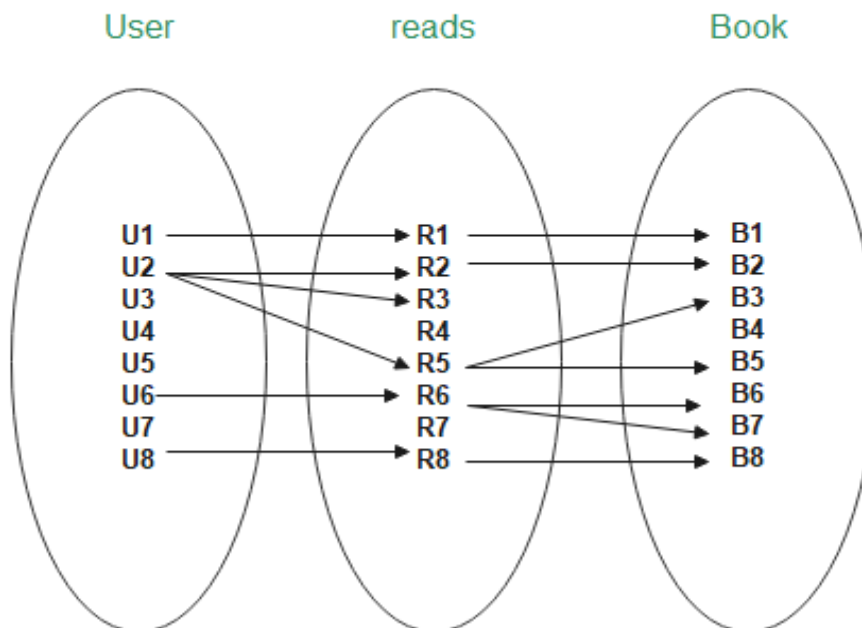 User reads Book
U1 R1 B1
U2 R2 B2
U3 R3 B3
U4 R4 B4
U5 R5 B5
U6 R6 B6
U7 R7 B7
U8 R8 B8